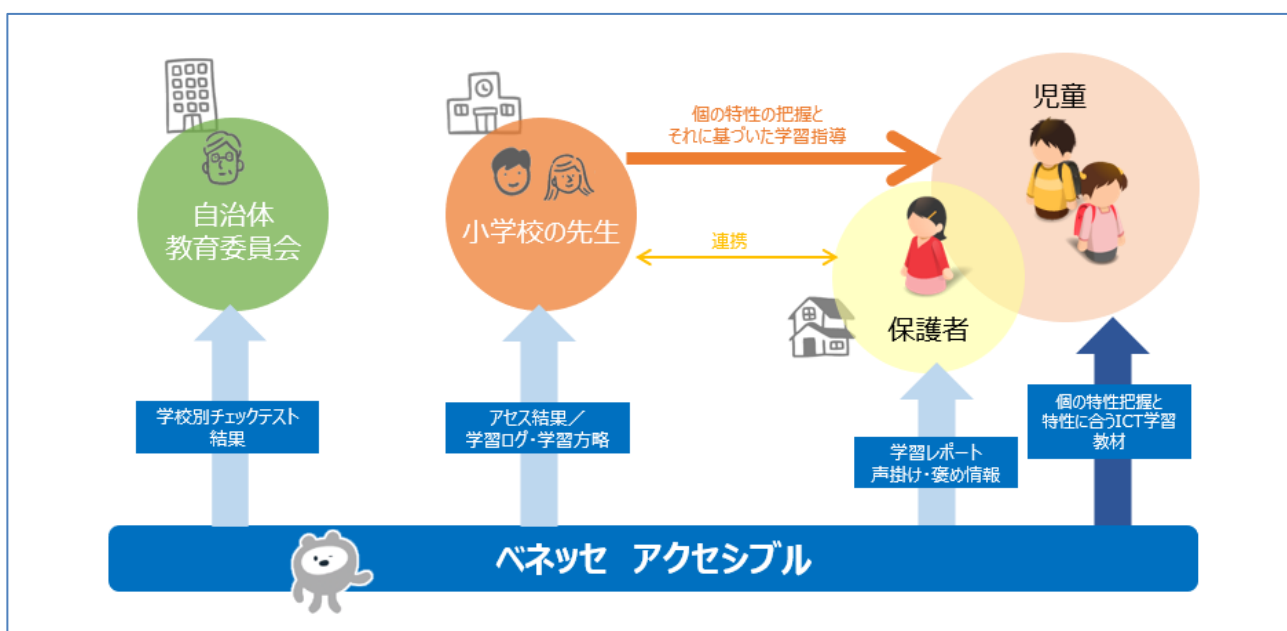 児童
個の特性の把握と
それに基づいた学習指導
自治体
教育委員会
小学校の先生
連携
保護者
学校別チェックテスト
結果
アセス結果／
学習ログ・学習方略
学習レポート
声掛け・褒め情報
個の特性把握と
特性に合うICT学習
教材
ベネッセ　アクセシブル